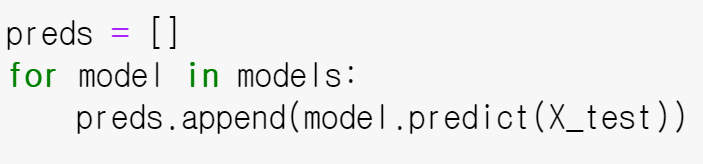 preds = []
for model in models:
    preds.append(model.predict(X_test))